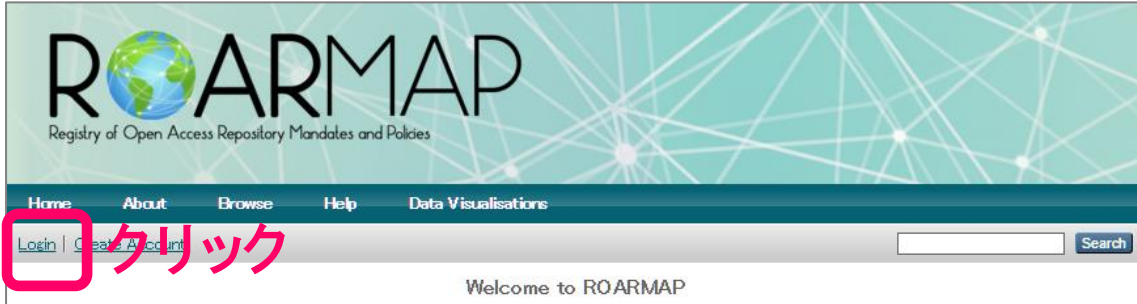 ROARMAP
Registry of Open Access Repository Mandates and Policies
Home About Browse Help Data Visualisations
Login | Create Account クリック Search
Welcome to ROARMAP